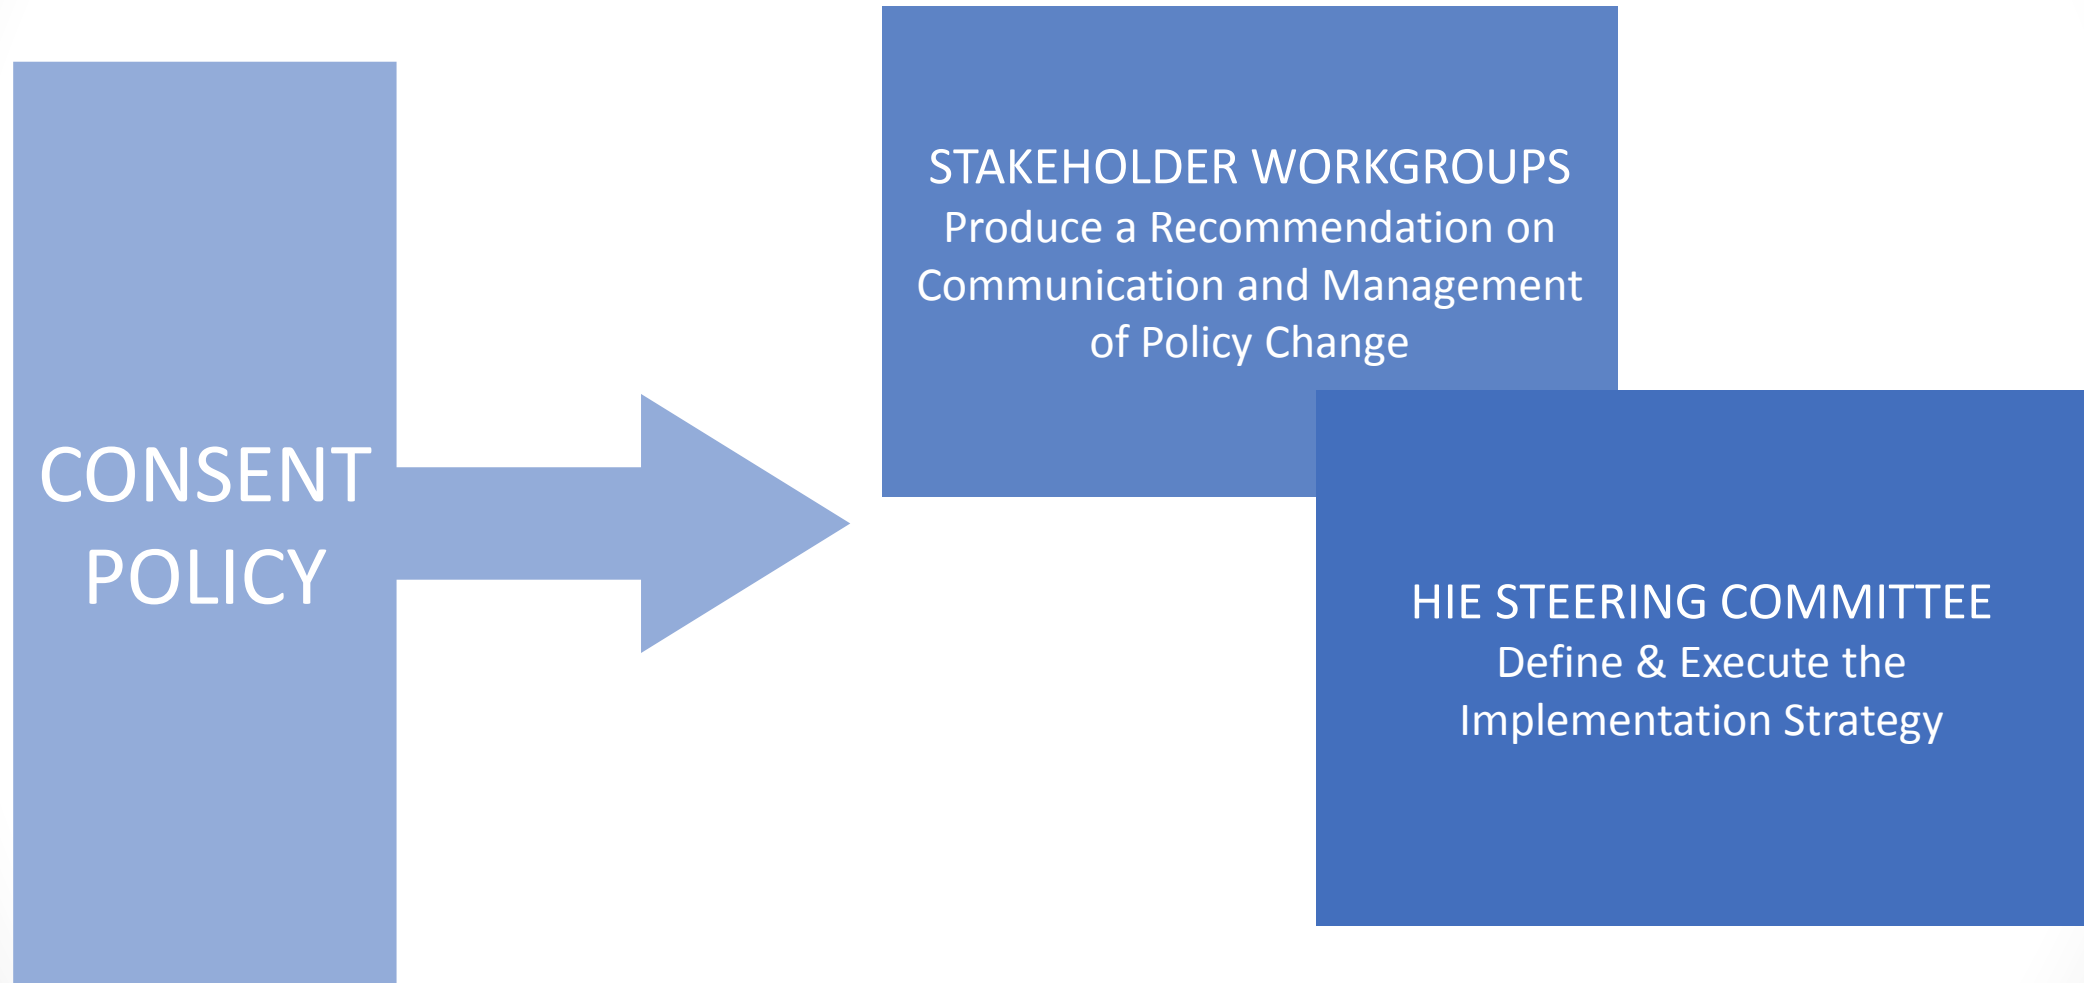 CONSENT
POLICY
STAKEHOLDER WORKGROUPS
Produce a Recommendation on
Communication and Management
of Policy Change
HIE STEERING COMMITTEE
Define & Execute the
Implementation Strategy